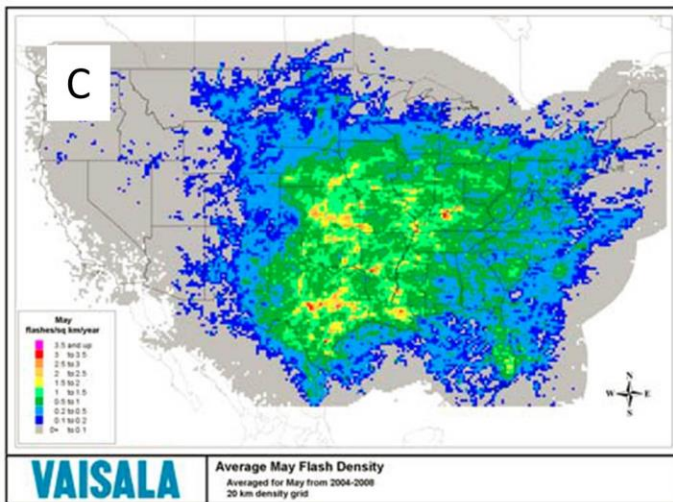 C
May
flashes/sq km/year
3.5 and up
3 to 3.5
2.5 to 3
2 to 2.5
1.5 to 2
1 to 1.5
0.5 to 1
0.2 to 0.5
0.1 to 0.2
0+ to 0.1
N
W E
S
VAISALA
Average May Flash Density
Averaged for May from 2004-2008
20 km density grid